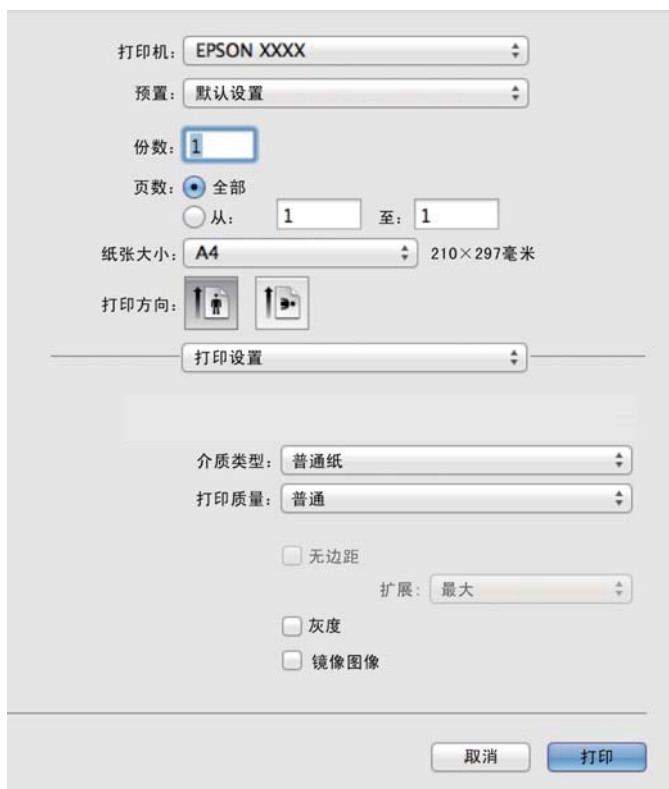 打印机: EPSON XXXX
预置: 默认设置
份数: 1
页数: 全部
从: 1 至: 1
纸张大小: A4 210×297毫米
打印方向:
打印设置
介质类型: 普通纸
打印质量: 普通
无边距
扩展: 最大
灰度
镜像图像
取消 打印